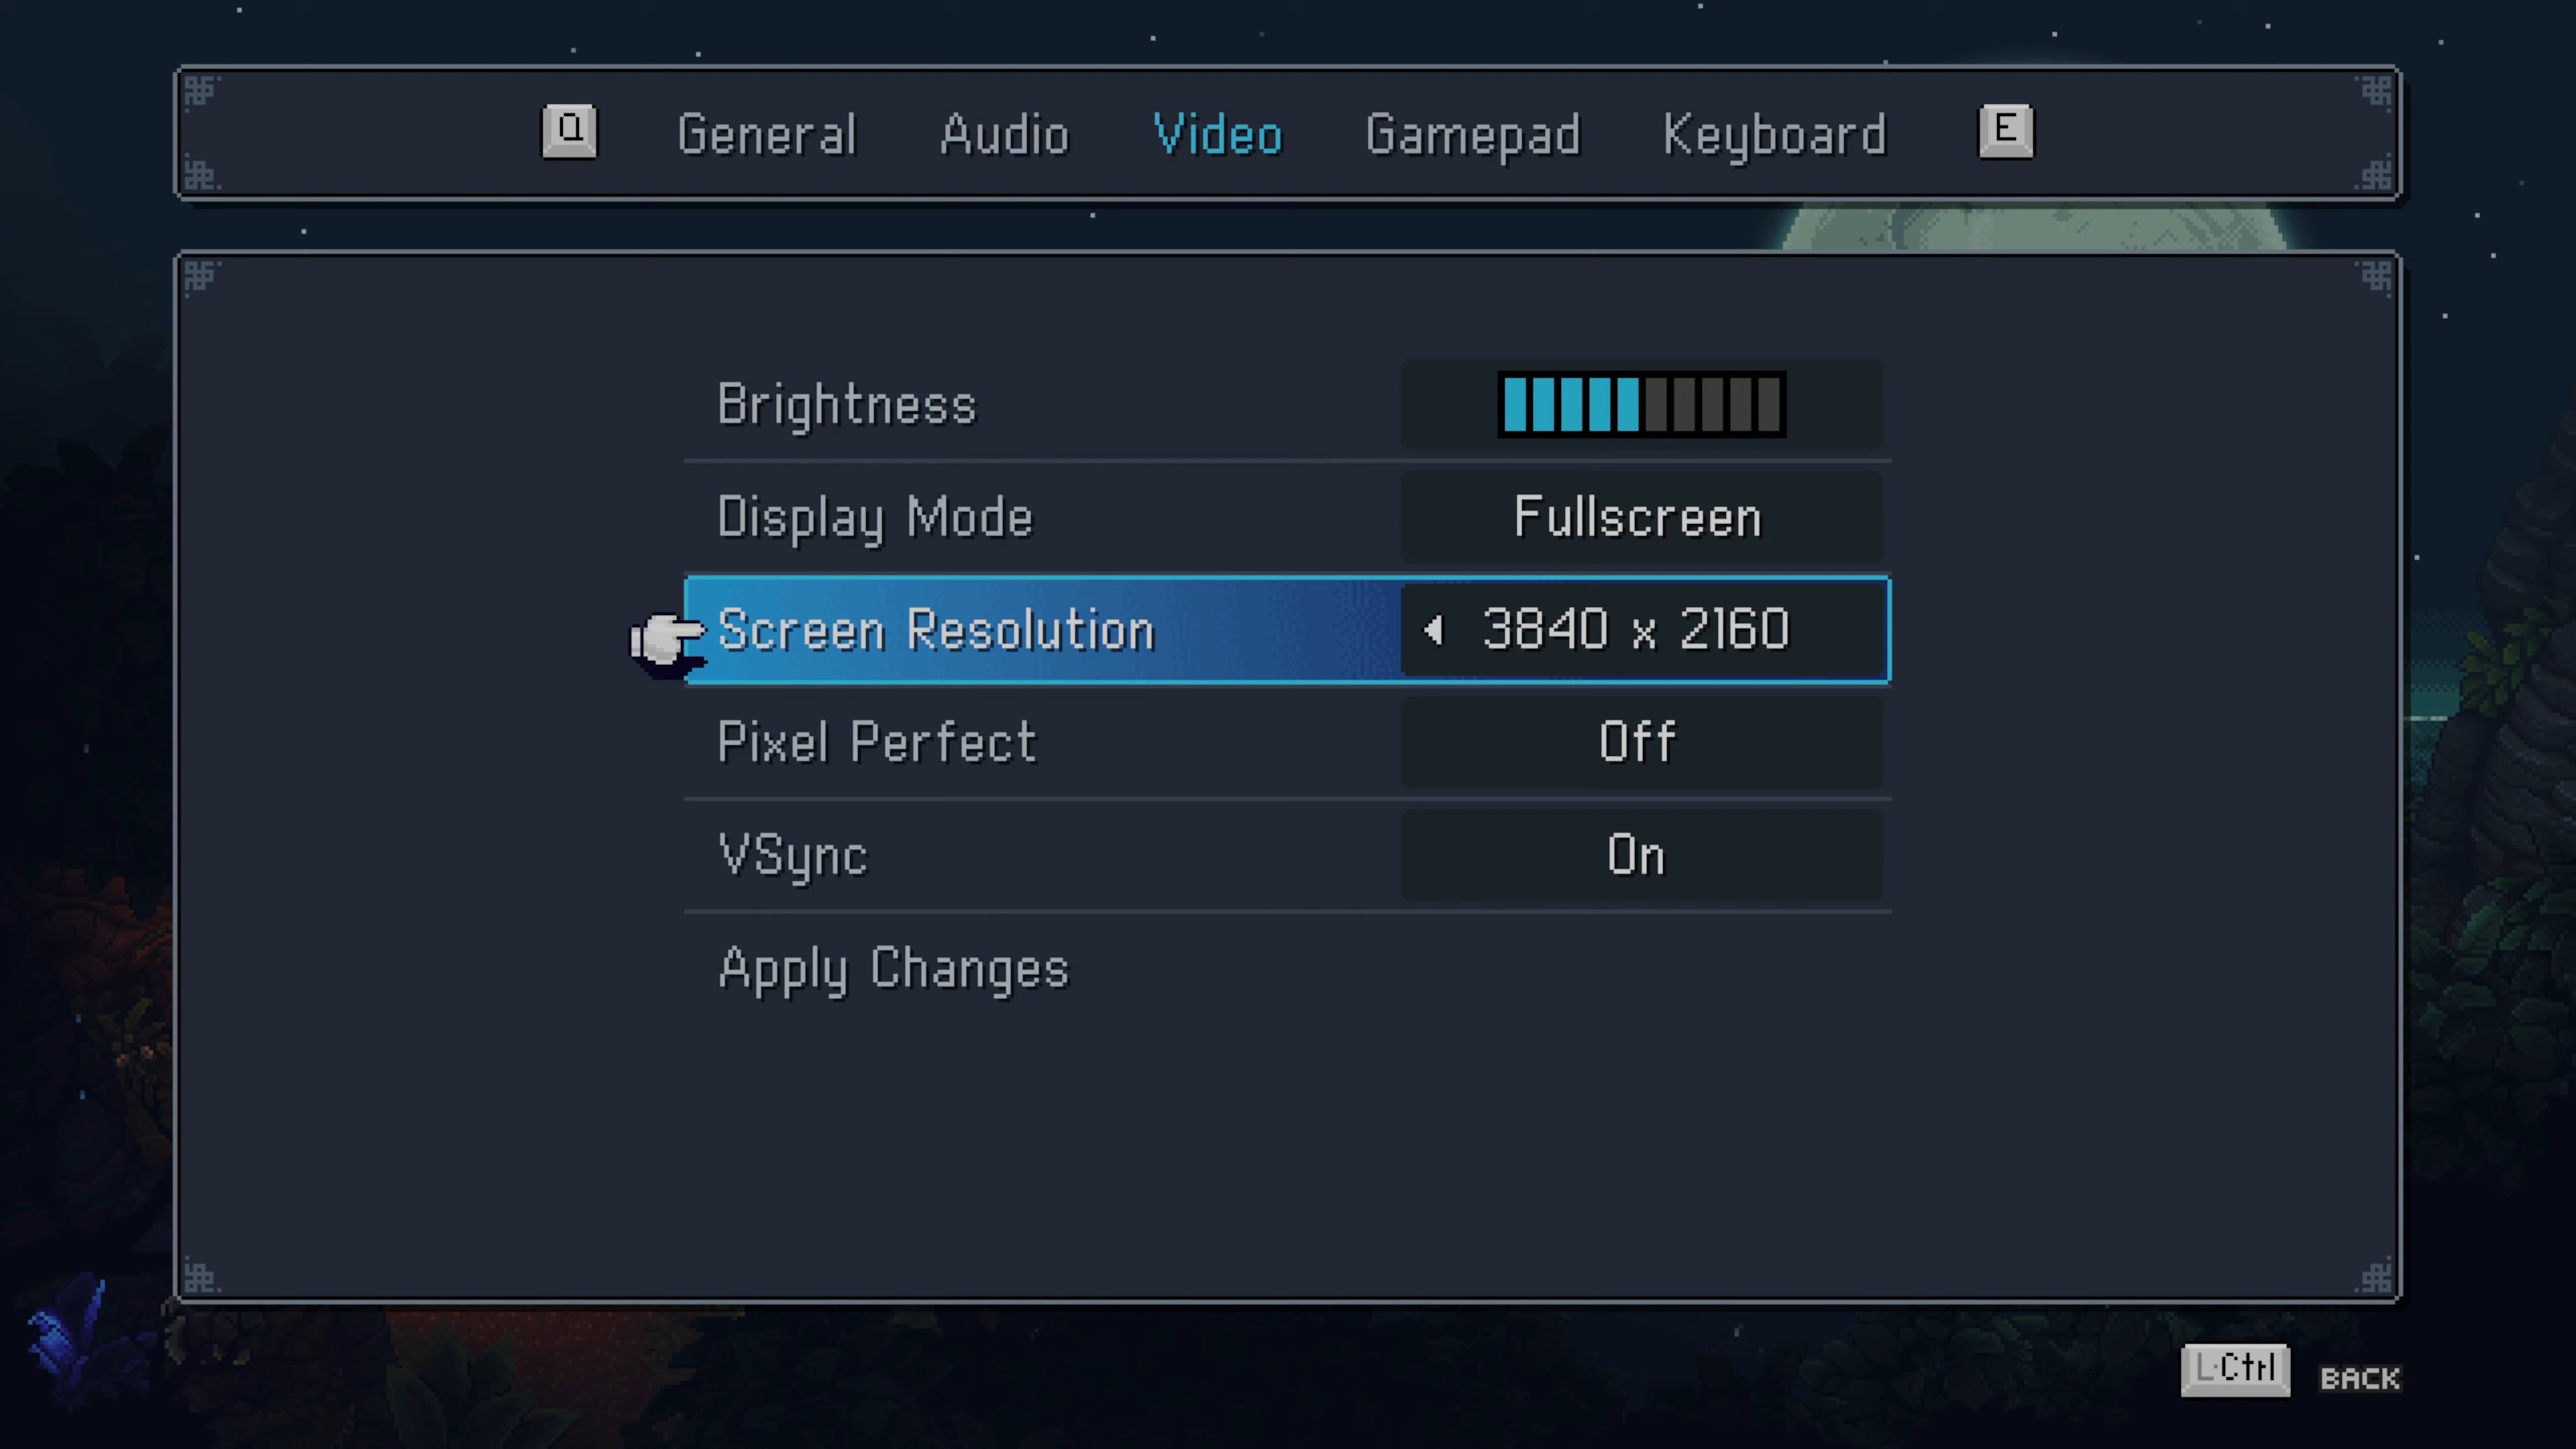 Q General Audio Video Gamepad Keyboard E
Brightness
Display Mode Fullscreen
Screen Resolution 3840 x 2160
Pixel Perfect Off
VSync On
Apply Changes
L·Ctrl BACK